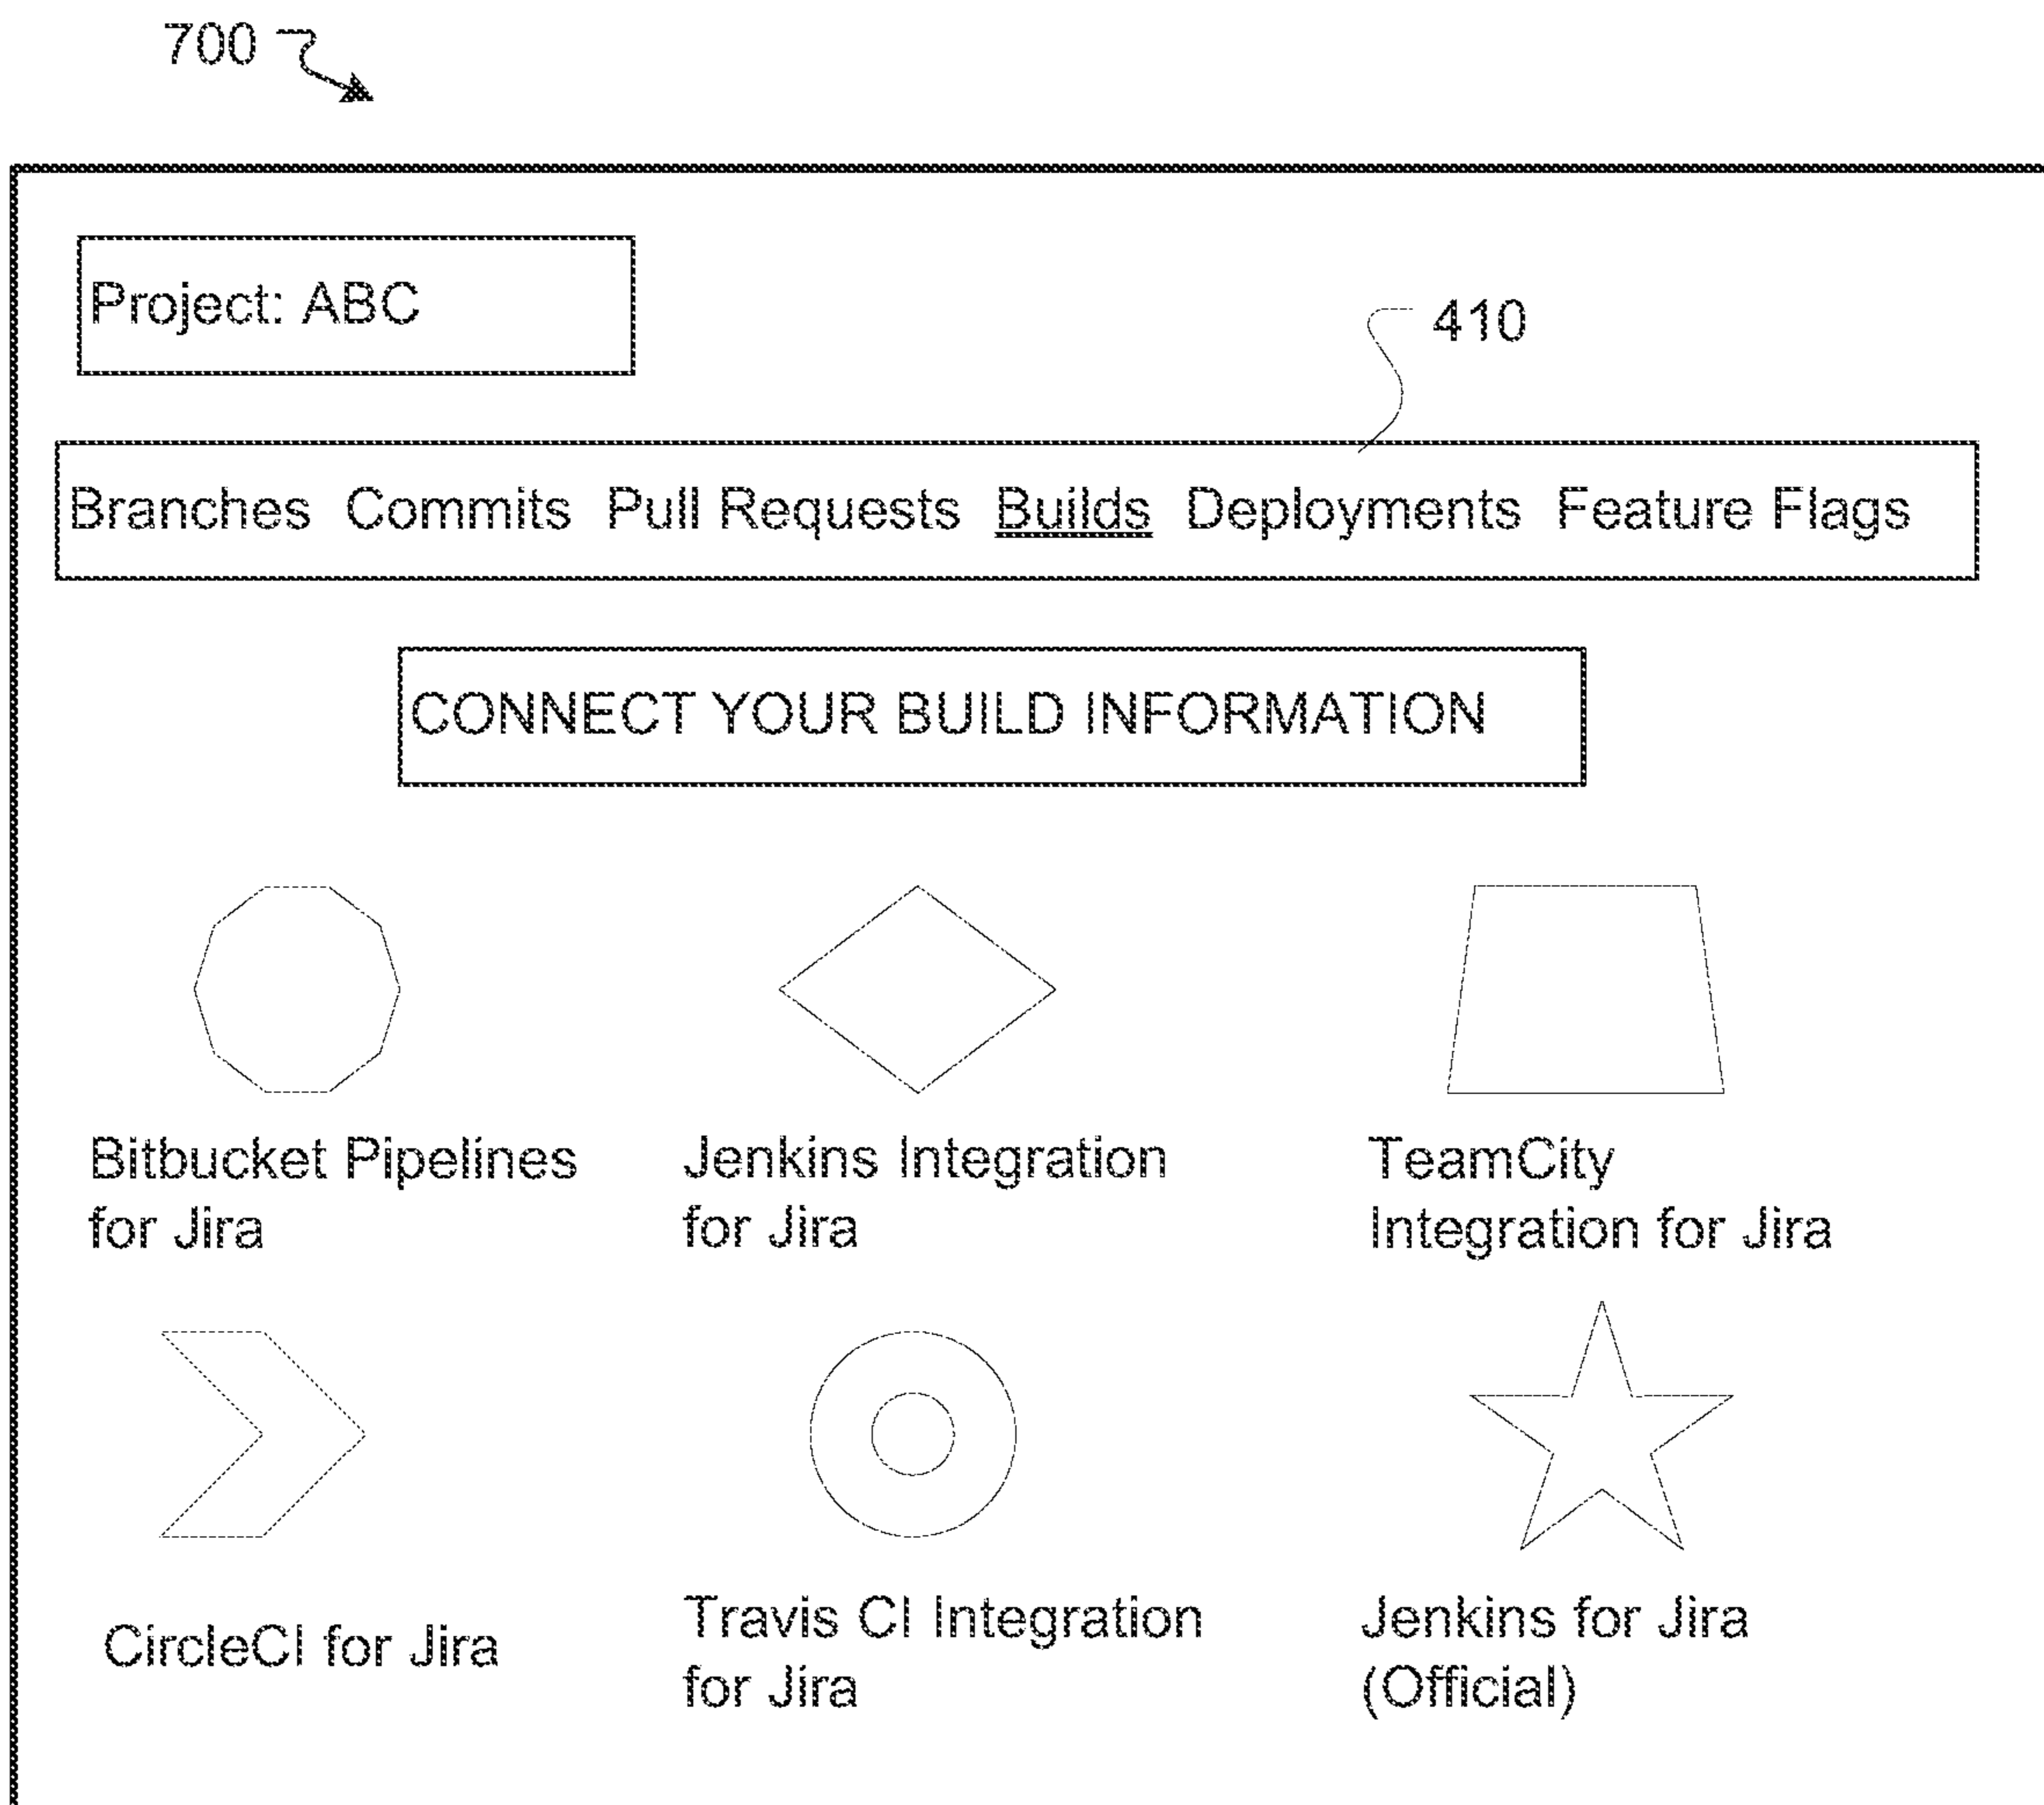 700
Project: ABC
410
Branches Commits Pull Requests Builds Deployments Feature Flags
CONNECT YOUR BUILD INFORMATION
Bitbucket Pipelines
for Jira
Jenkins Integration
for Jira
TeamCity
Integration for Jira
CircleCI for Jira
Travis CI Integration
for Jira
Jenkins for Jira
(Official)